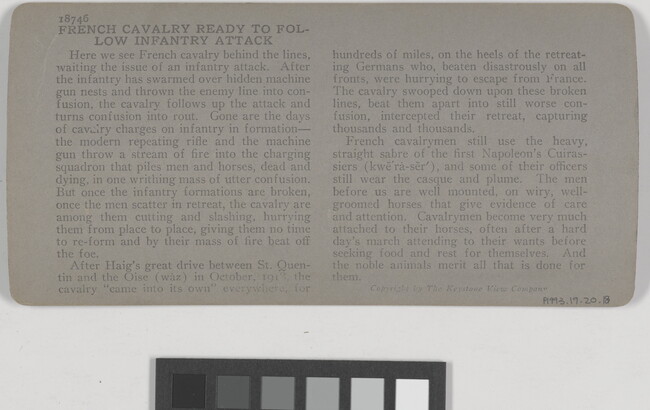 18746
FRENCH CAVALRY READY TO FOL-
LOW INFANTRY ATTACK
Here we see French cavalry behind the lines,
waiting the issue of an infantry attack. After
the infantry has swarmed over hidden machine
gun nests and thrown the enemy line into con-
fusion, the cavalry follows up the attack and
turns confusion into rout. Gone are the days
of cavalry charges on infantry in formation—
the modern repeating rifle and the machine
gun throw a stream of fire into the charging
squadron that piles men and horses, dead and
dying, in one writhing mass of utter confusion.
But once the infantry formations are broken,
once the men scatter in retreat, the cavalry are
among them cutting and slashing, hurrying
them from place to place, giving them no time
to re-form and by their mass of fire beat off
the foe.
After Haig's great drive between St. Quen-
tin and the Oise (wäz) in October, the
cavalry "came into its own" everywhere, for
hundreds of miles, on the heels of the retreat-
ing Germans who, beaten disastrously on all
fronts, were hurrying to escape from France.
The cavalry swooped down upon these broken
lines, beat them apart into still worse con-
fusion, intercepted their retreat, capturing
thousands and thousands.
French cavalrymen still use the heavy,
straight sabre of the first Napoleon's Cuiras-
siers (kwē'ra-sēr'), and some of their officers
still wear the casque and plume. The men
before us are well mounted, on wiry, well-
groomed horses that give evidence of care
and attention. Cavalrymen become very much
attached to their horses, often after a hard
day's march attending to their wants before
seeking food and rest for themselves. And
the noble animals merit all that is done for
them.
Copyright by The Keystone View Company
PM3.17.20.B